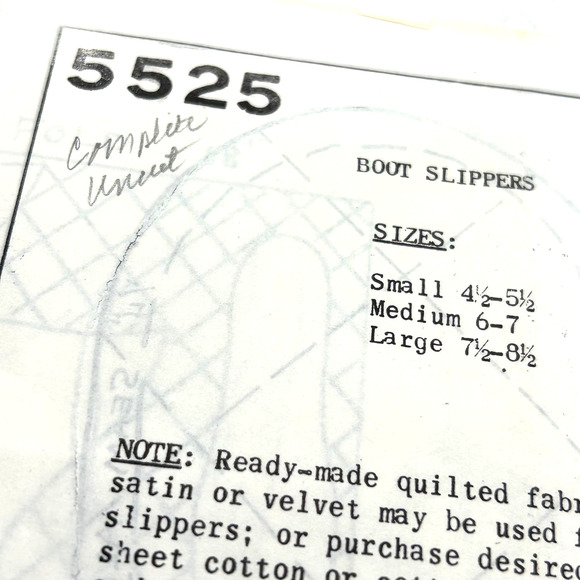 5525
Complete
Uncut
BOOT SLIPPERS
SIZES:
Small 4½-5½
Medium 6-7
Large 7½-8½
NOTE: Ready-made quilted fabr
satin or velvet may be used f
slippers; or purchase desired
sheet cotton or